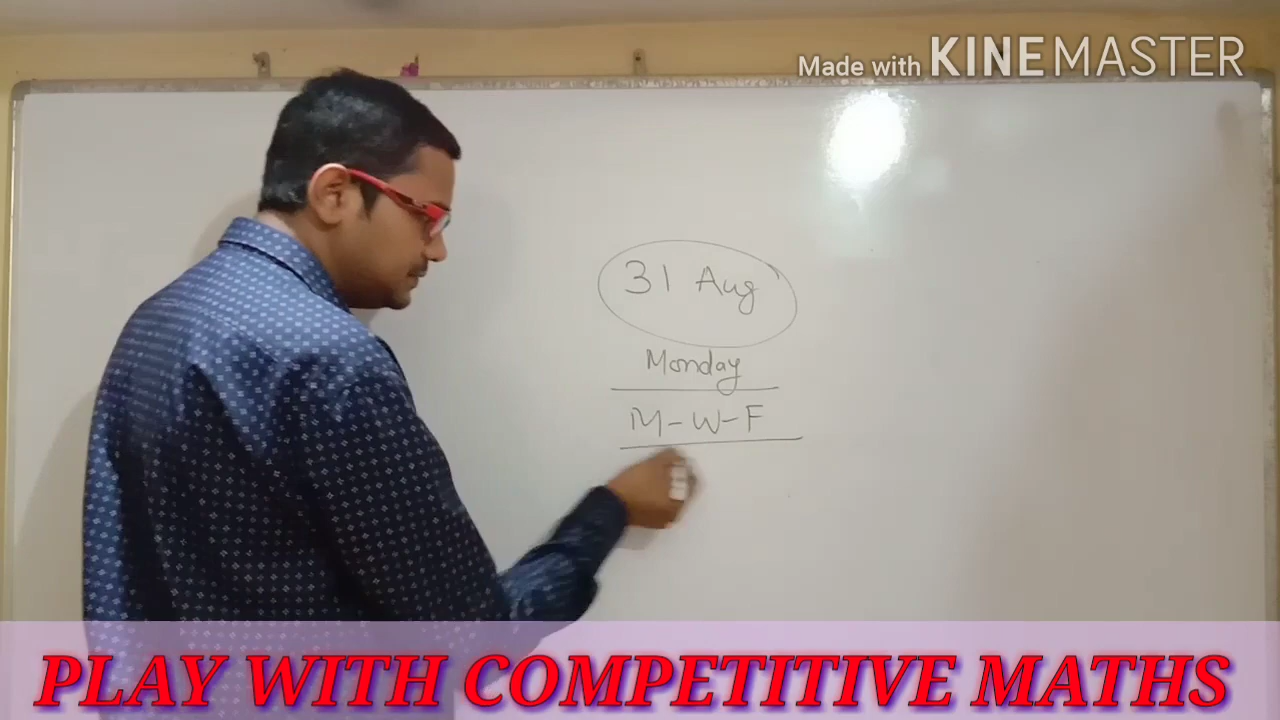 Made with KINEMASTER
31 Aug
Monday
M-W-F
PLAY WITH COMPETITIVE MATHS